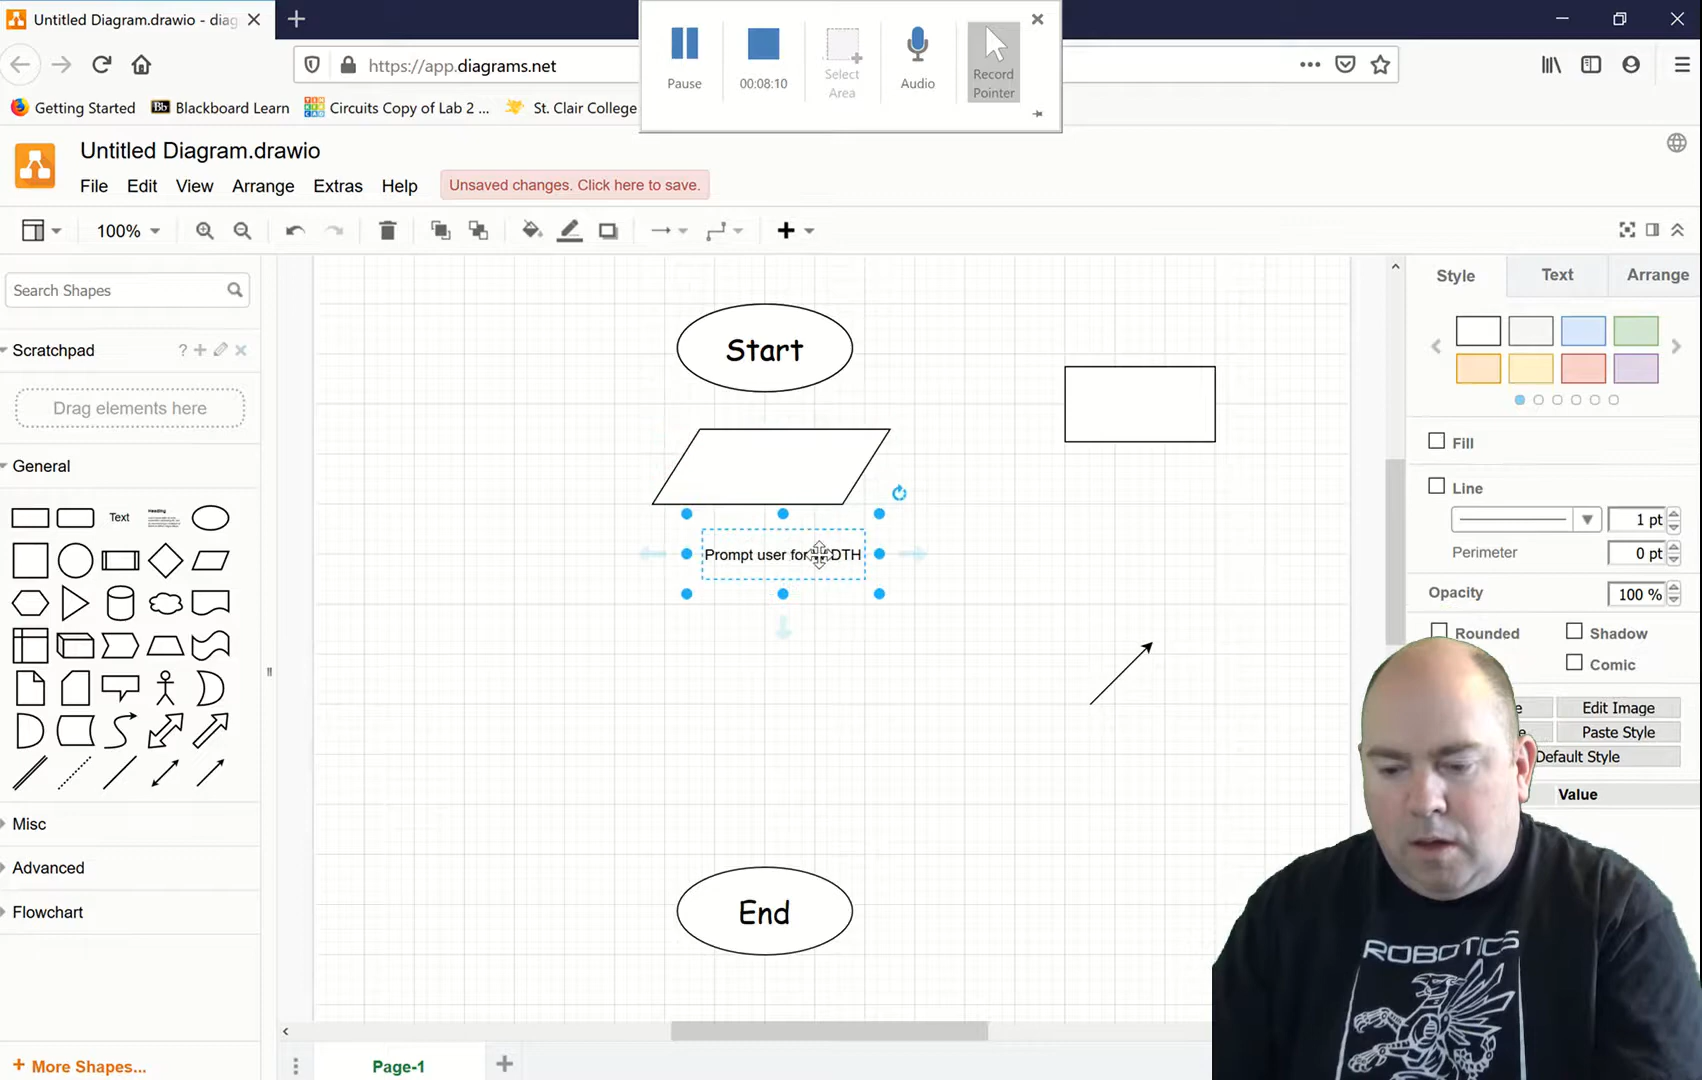 Untitled Diagram.drawio - diag
Pause
00:08:10
Select
Area
Audio
Record
Pointer
https://app.diagrams.net
Getting Started
Bb Blackboard Learn
Circuits Copy of Lab 2 ...
St. Clair College
Untitled Diagram.drawio
File Edit View Arrange Extras Help
Unsaved changes. Click here to save.
100%
Search Shapes
Scratchpad
?
Drag elements here
General
Text
Heading
Misc
Advanced
Flowchart
+ More Shapes...
Start
Prompt user for DTH
End
Page-1
Style Text Arrange
Fill
Line
1 pt
Perimeter
0 pt
Opacity
100 %
Rounded
Shadow
Comic
Edit Image
Paste Style
Default Style
Value
ROBOTICS